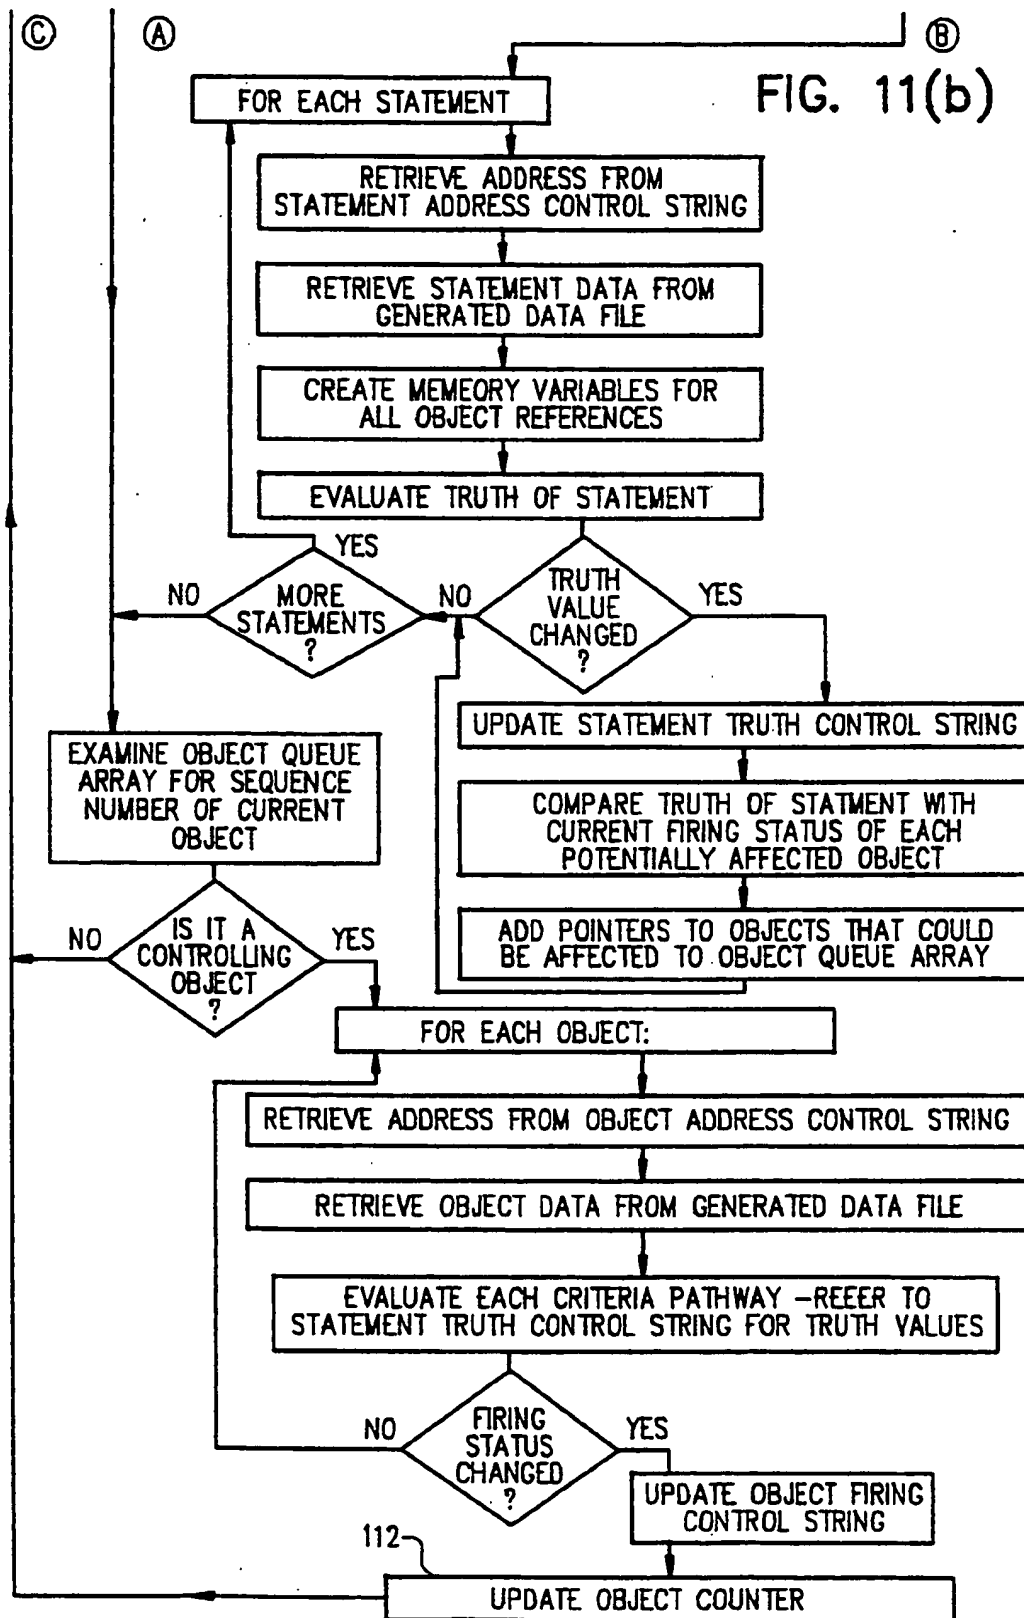 Ⓒ
Ⓐ
Ⓑ
FIG. 11(b)
FOR EACH STATEMENT
RETRIEVE ADDRESS FROM
STATEMENT ADDRESS CONTROL STRING
RETRIEVE STATEMENT DATA FROM
GENERATED DATA FILE
CREATE MEMEORY VARIABLES FOR
ALL OBJECT REFERENCES
EVALUATE TRUTH OF STATEMENT
YES
NO
MORE
STATEMENTS
?
NO
TRUTH
VALUE
CHANGED
?
YES
UPDATE STATEMENT TRUTH CONTROL STRING
COMPARE TRUTH OF STATMENT WITH
CURRENT FIRING STATUS OF EACH
POTENTIALLY AFFECTED OBJECT
ADD POINTERS TO OBJECTS THAT COULD
BE AFFECTED TO OBJECT QUEUE ARRAY
EXAMINE OBJECT QUEUE
ARRAY FOR SEQUENCE
NUMBER OF CURRENT
OBJECT
NO
IS IT A
CONTROLLING
OBJECT
?
YES
FOR EACH OBJECT:
RETRIEVE ADDRESS FROM OBJECT ADDRESS CONTROL STRING
RETRIEVE OBJECT DATA FROM GENERATED DATA FILE
EVALUATE EACH CRITERIA PATHWAY -REEER TO
STATEMENT TRUTH CONTROL STRING FOR TRUTH VALUES
NO
FIRING
STATUS
CHANGED
?
YES
UPDATE OBJECT FIRING
CONTROL STRING
112
UPDATE OBJECT COUNTER